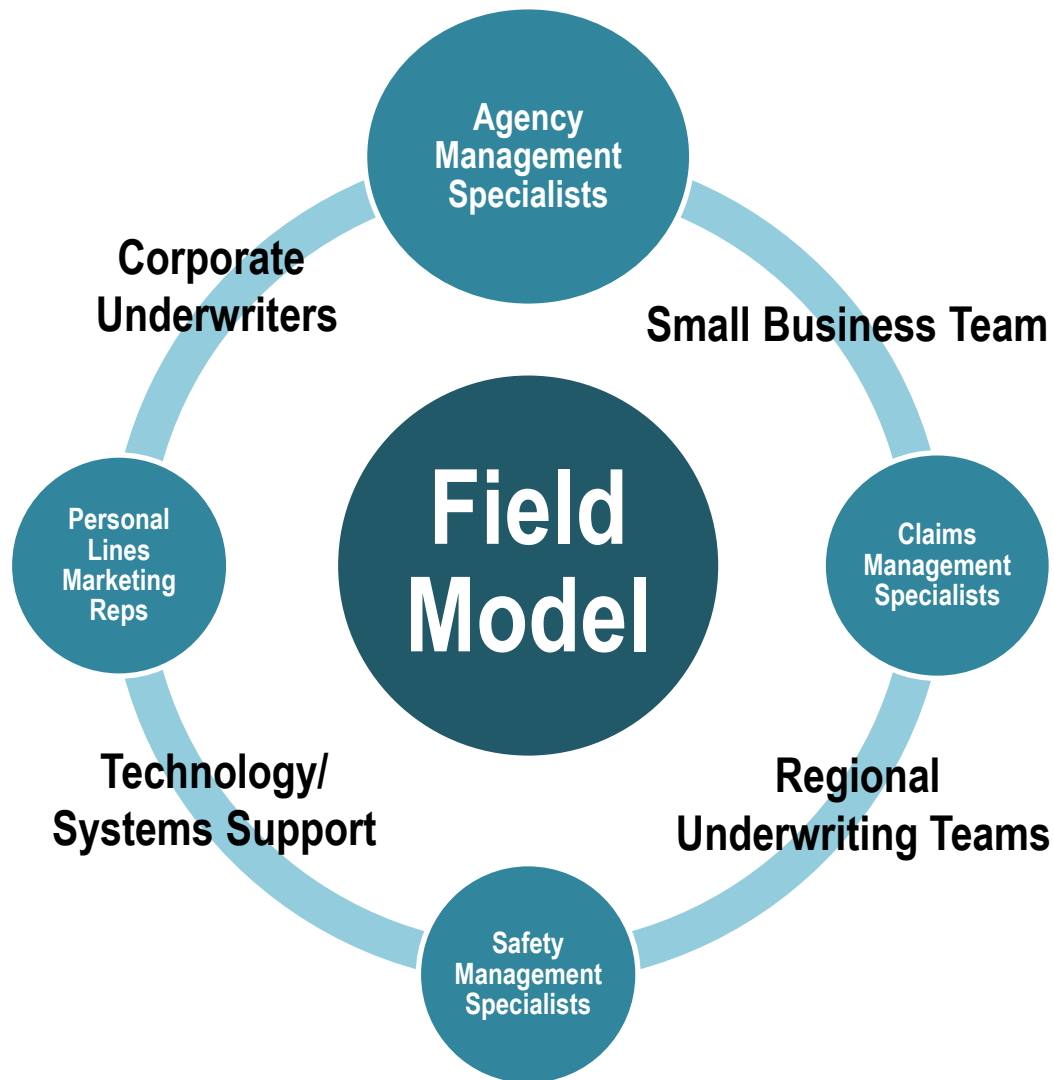 Agency
Management
Specialists
Corporate
Underwriters
Small Business Team
Field
Model
Personal
Lines
Marketing
Reps
Claims
Management
Specialists
Technology/
Systems Support
Regional
Underwriting Teams
Safety
Management
Specialists